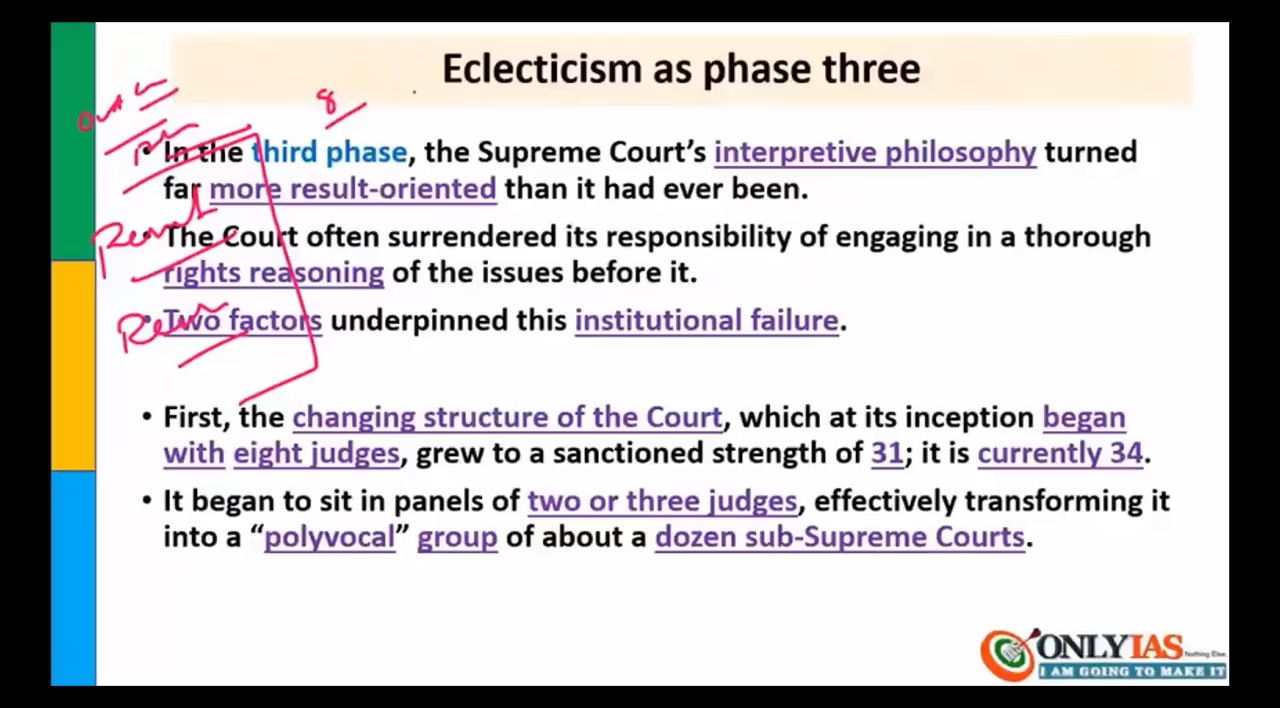 Eclecticism as phase three
8
• In the third phase, the Supreme Court's interpretive philosophy turned
far more result-oriented than it had ever been.
• The Court often surrendered its responsibility of engaging in a thorough
rights reasoning of the issues before it.
• Two factors underpinned this institutional failure.
• First, the changing structure of the Court, which at its inception began
with eight judges, grew to a sanctioned strength of 31; it is currently 34.
• It began to sit in panels of two or three judges, effectively transforming it
into a “polyvocal” group of about a dozen sub-Supreme Courts.
ONLYIAS Nothing Else
I AM GOING TO MAKE IT